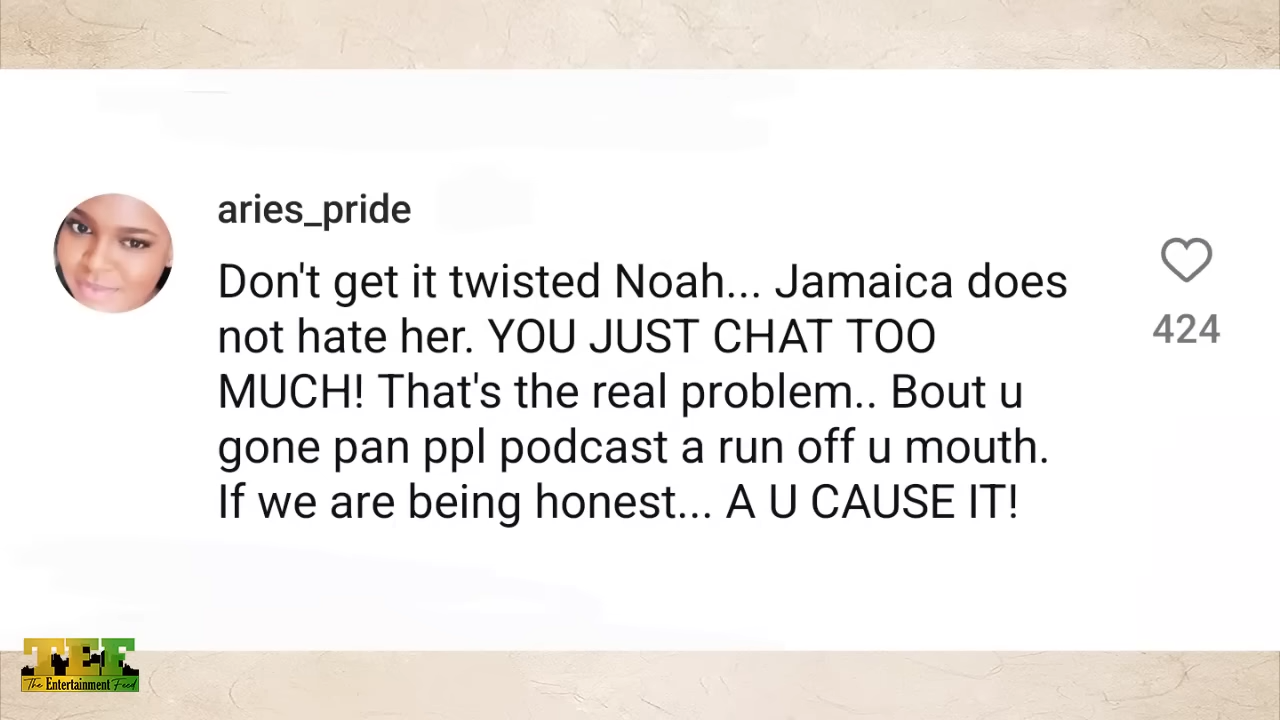 aries_pride
Don't get it twisted Noah... Jamaica does
not hate her. YOU JUST CHAT TOO
MUCH! That's the real problem.. Bout u
gone pan ppl podcast a run off u mouth.
If we are being honest... A U CAUSE IT!
424
TEF
The Entertainment Feed